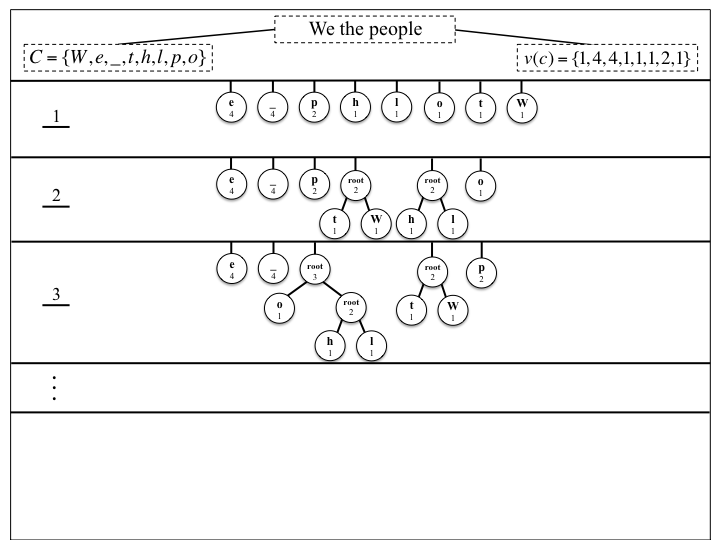 We the people
C = {W,e,_,t,h,l,p,o}
v(c) = {1,4,4,1,1,1,2,1}
1
e _ p h l o t W
4 4 2 1 1 1 1 1
2
e _ p root root o
4 4 2 2 2 1
t W h l
1 1 1 1
3
e _ root root p
4 4 3 2 2
o root t W
1 2 1 1
h l
1 1
⋮